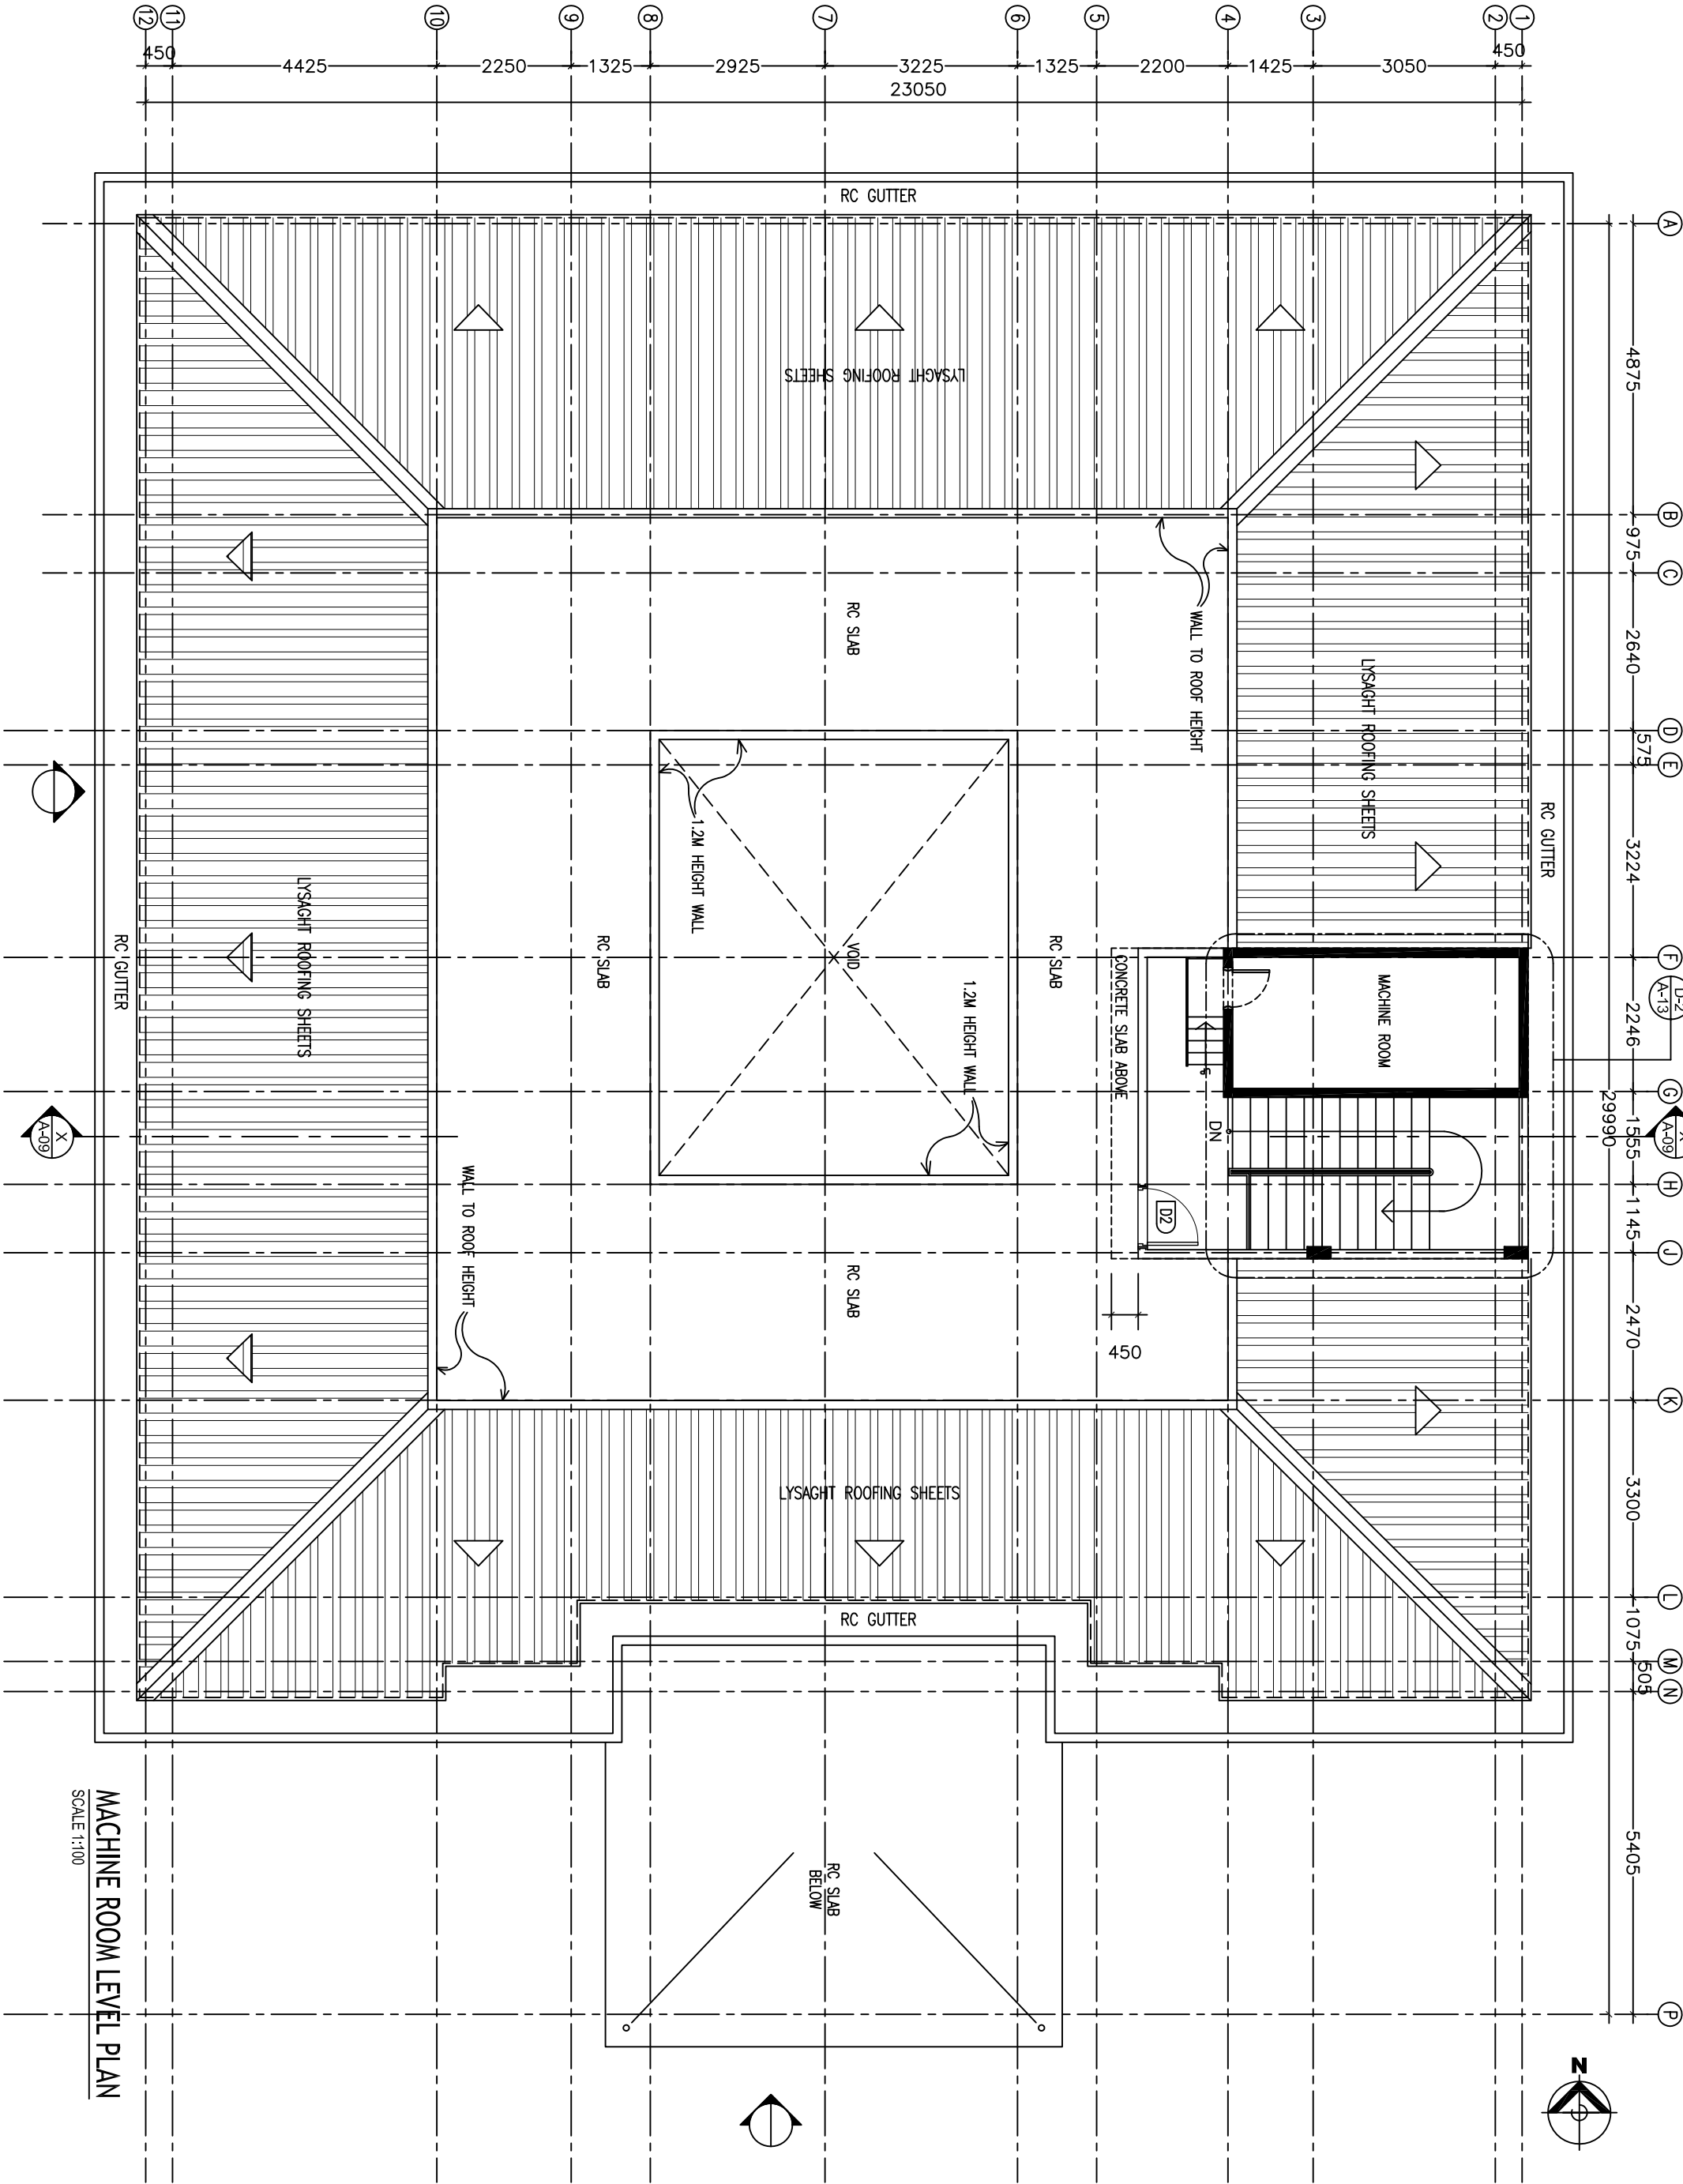 12
11
10
9
8
7
6
5
4
3
2
1
450
4425
2250
1325
2925
3225
1325
2200
1425
3050
450
23050
A
B
C
D
E
F
G
H
J
K
L
M
N
P
4875
975
2640
575
3224
2246
1555
1145
2470
3300
1075
505
5405
29990
RC GUTTER
LYSAGHT ROOFING SHEETS
WALL TO ROOF HEIGHT
RC SLAB
LYSAGHT ROOFING SHEETS
RC GUTTER
1.2M HEIGHT WALL
VOID
1.2M HEIGHT WALL
RC SLAB
RC SLAB
CONCRETE SLAB ABOVE
MACHINE ROOM
A-13
X
A-09
DN
D2
450
LYSAGHT ROOFING SHEETS
RC GUTTER
X
A-09
WALL TO ROOF HEIGHT
RC SLAB
LYSAGHT ROOFING SHEETS
RC GUTTER
RC SLAB
BELOW
N
MACHINE ROOM LEVEL PLAN
SCALE 1:100